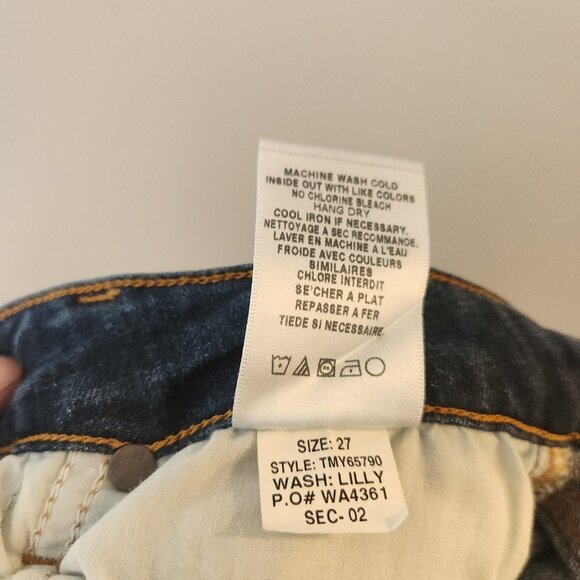 MACHINE WASH COLD
INSIDE OUT WITH LIKE COLORS
NO CHLORINE BLEACH
HANG DRY
COOL IRON IF NECESSARY.
NETTOYAGE A SEC RECOMMANDE.
LAVER EN MACHINE A L'EAU
FROIDE AVEC COULEURS
SIMILAIRES
CHLORE INTERDIT
SE'CHER A PLAT
REPASSER A FER
TIEDE SI NECESSAIRE
SIZE: 27
STYLE: TMY65790
WASH: LILLY
P.O# WA4361
SEC- 02